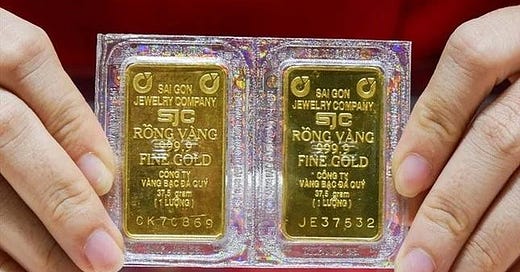 SAI GON
JEWELRY COMPANY
SJC
RỒNG VÀNG
999.9
FINE GOLD
CÔNG TY
VÀNG BẠC ĐÁ QUÝ
37,5 gram
(1 LƯỢNG)
SAI GON
JEWELRY COMPANY
SJC
RỒNG VÀNG
999.9
FINE GOLD
CÔNG TY
VÀNG BẠC ĐÁ QUÝ
37,5 gram
(1 LƯỢNG)
JE37532